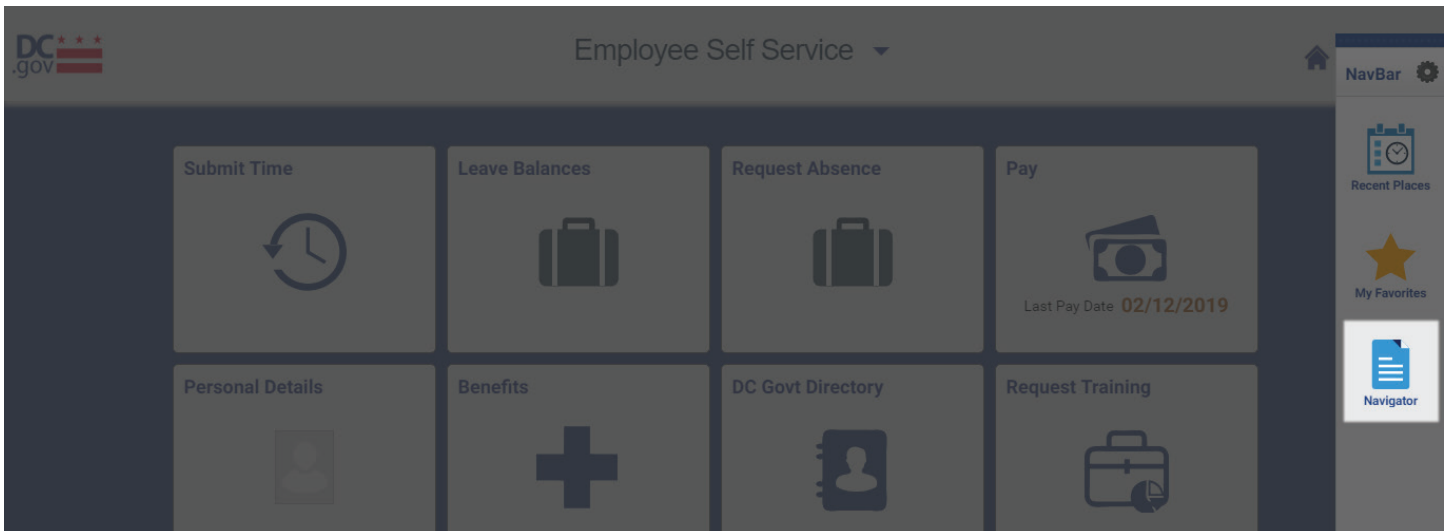 DC
.gov
Employee Self Service
NavBar
Recent Places
My Favorites
Navigator
Submit Time
Leave Balances
Request Absence
Pay
Last Pay Date 02/12/2019
Personal Details
Benefits
DC Govt Directory
Request Training